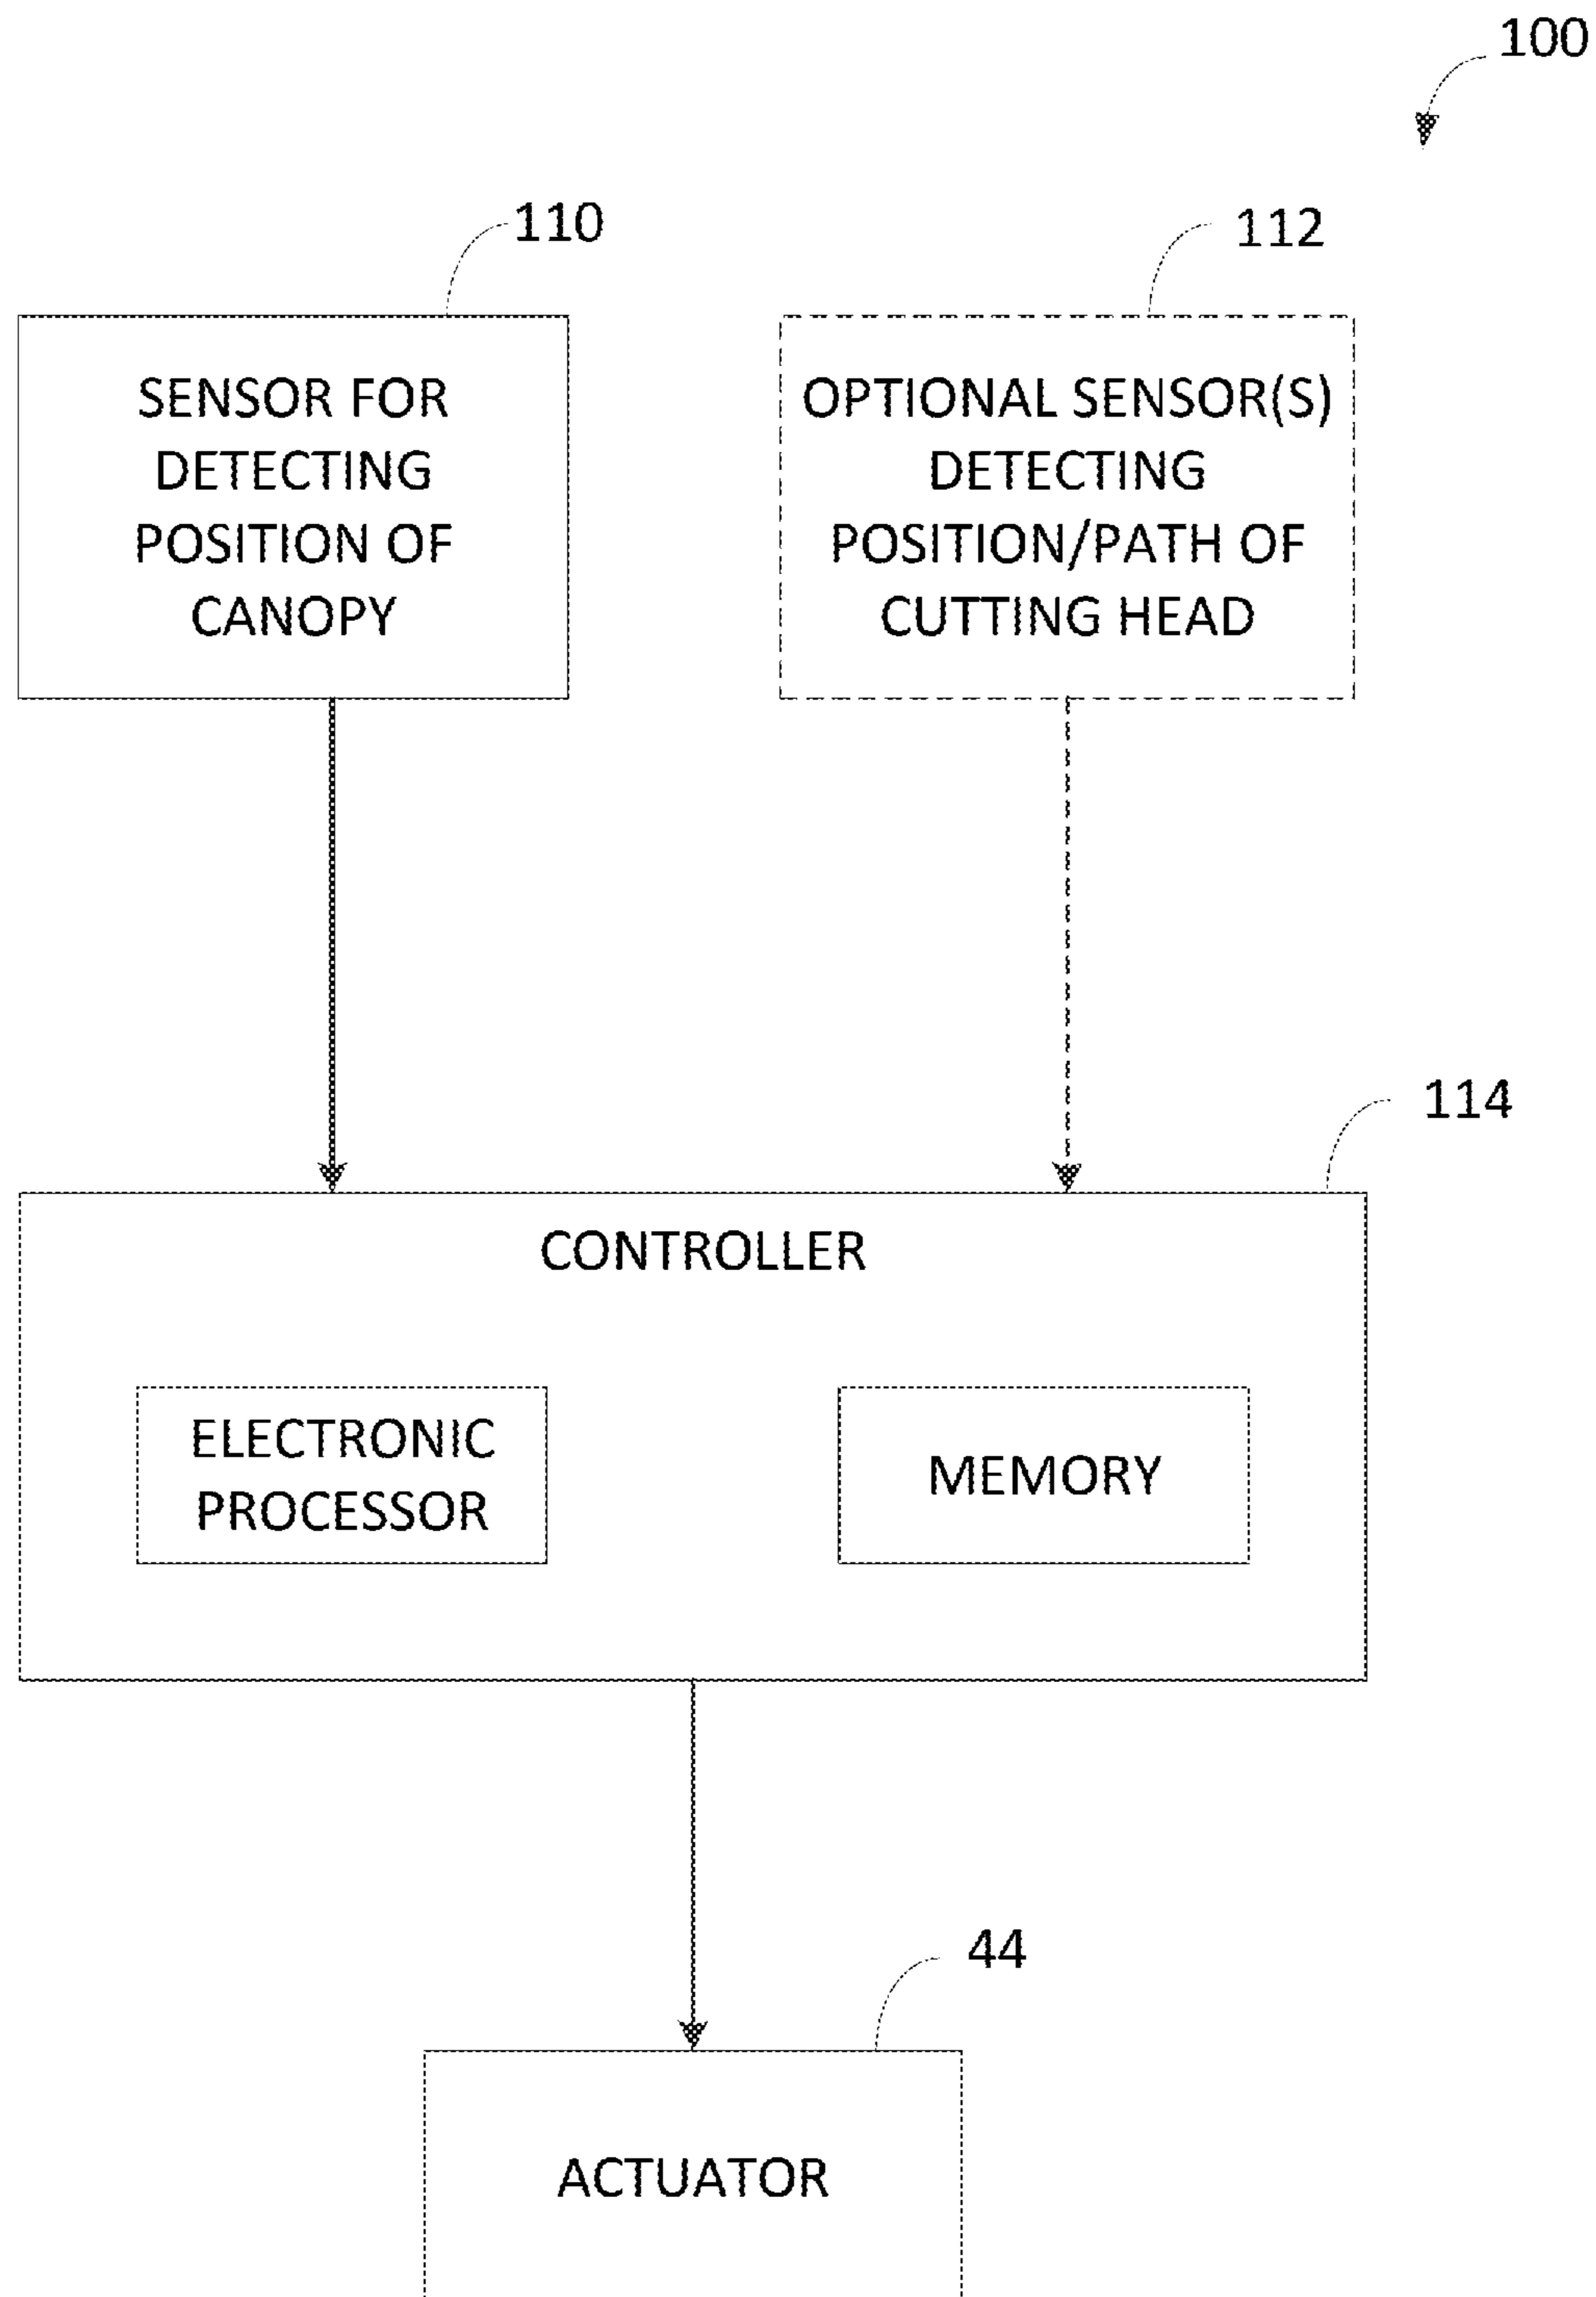 100
110
112
SENSOR FOR
DETECTING
POSITION OF
CANOPY
OPTIONAL SENSOR(S)
DETECTING
POSITION/PATH OF
CUTTING HEAD
114
CONTROLLER
ELECTRONIC
PROCESSOR
MEMORY
44
ACTUATOR